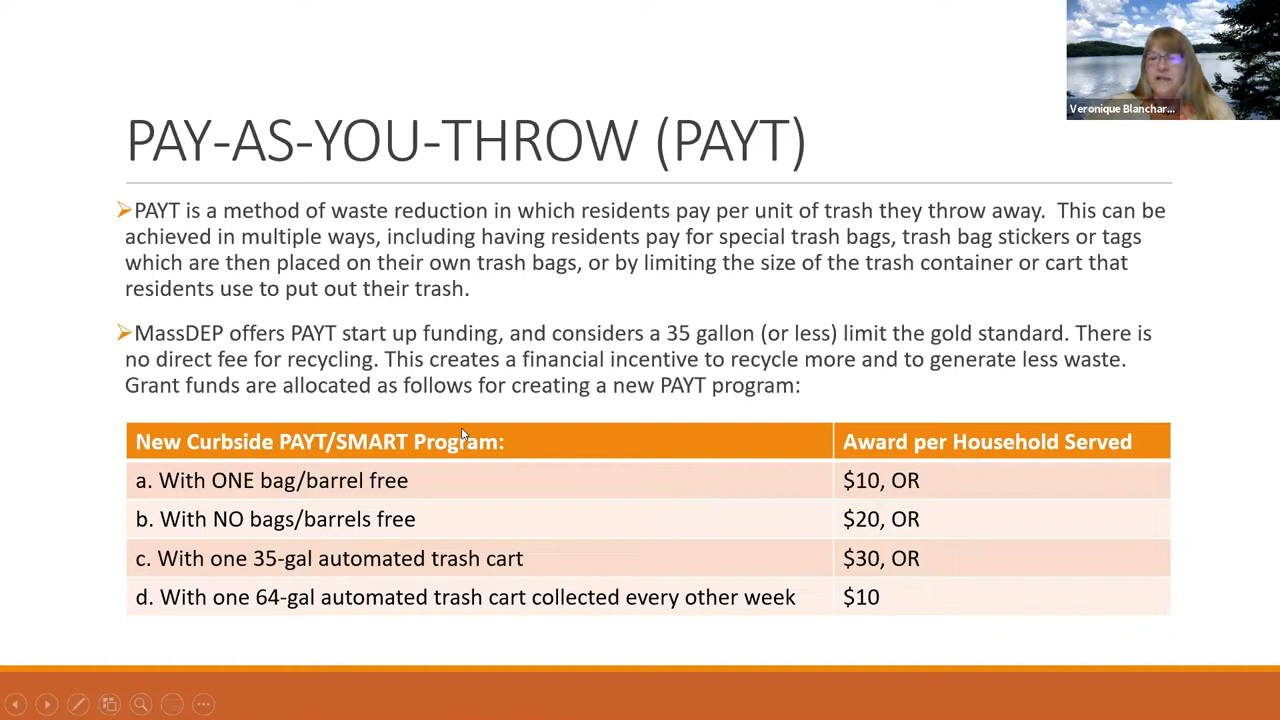 Veronique Blanchar...
PAY-AS-YOU-THROW (PAYT)
PAYT is a method of waste reduction in which residents pay per unit of trash they throw away. This can be
achieved in multiple ways, including having residents pay for special trash bags, trash bag stickers or tags
which are then placed on their own trash bags, or by limiting the size of the trash container or cart that
residents use to put out their trash.
MassDEP offers PAYT start up funding, and considers a 35 gallon (or less) limit the gold standard. There is
no direct fee for recycling. This creates a financial incentive to recycle more and to generate less waste.
Grant funds are allocated as follows for creating a new PAYT program:
New Curbside PAYT/SMART Program: Award per Household Served
a. With ONE bag/barrel free $10, OR
b. With NO bags/barrels free $20, OR
c. With one 35-gal automated trash cart $30, OR
d. With one 64-gal automated trash cart collected every other week $10